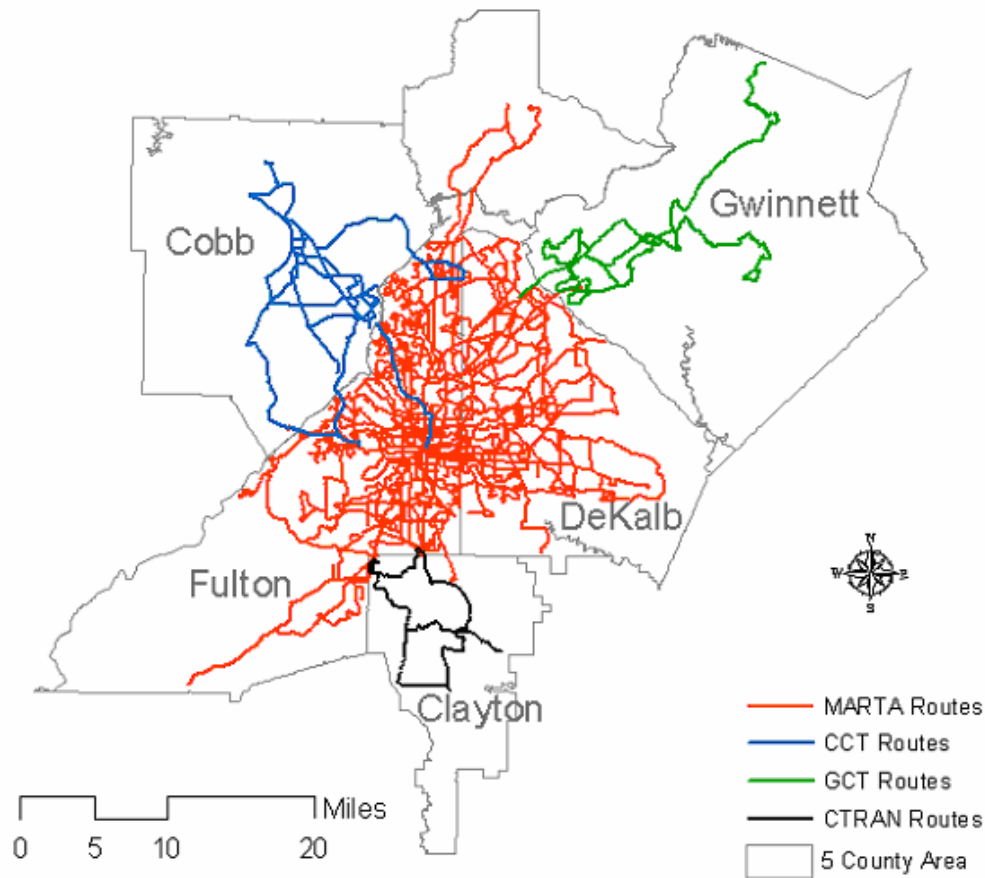 Gwinnett
Cobb
DeKalb
N
W E
S
Fulton
Clayton
MARTA Routes
CCT Routes
GCT Routes
CTRAN Routes
5 County Area
Miles
0 5 10 20